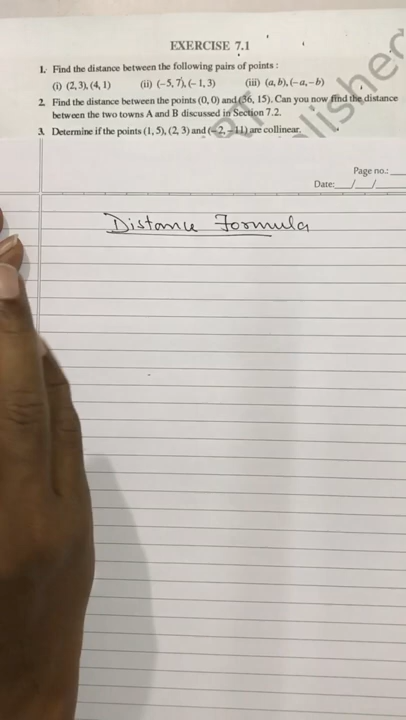 EXERCISE 7.1
1. Find the distance between the following pairs of points :
(i) (2, 3), (4, 1) (ii) (−5, 7), (− 1, 3) (iii) (a, b), (− a, − b)
2. Find the distance between the points (0, 0) and (36, 15). Can you now find the distance
between the two towns A and B discussed in Section 7.2.
3. Determine if the points (1, 5), (2, 3) and (− 2, − 11) are collinear.
Page no.:
Date: / /
Distance Formula